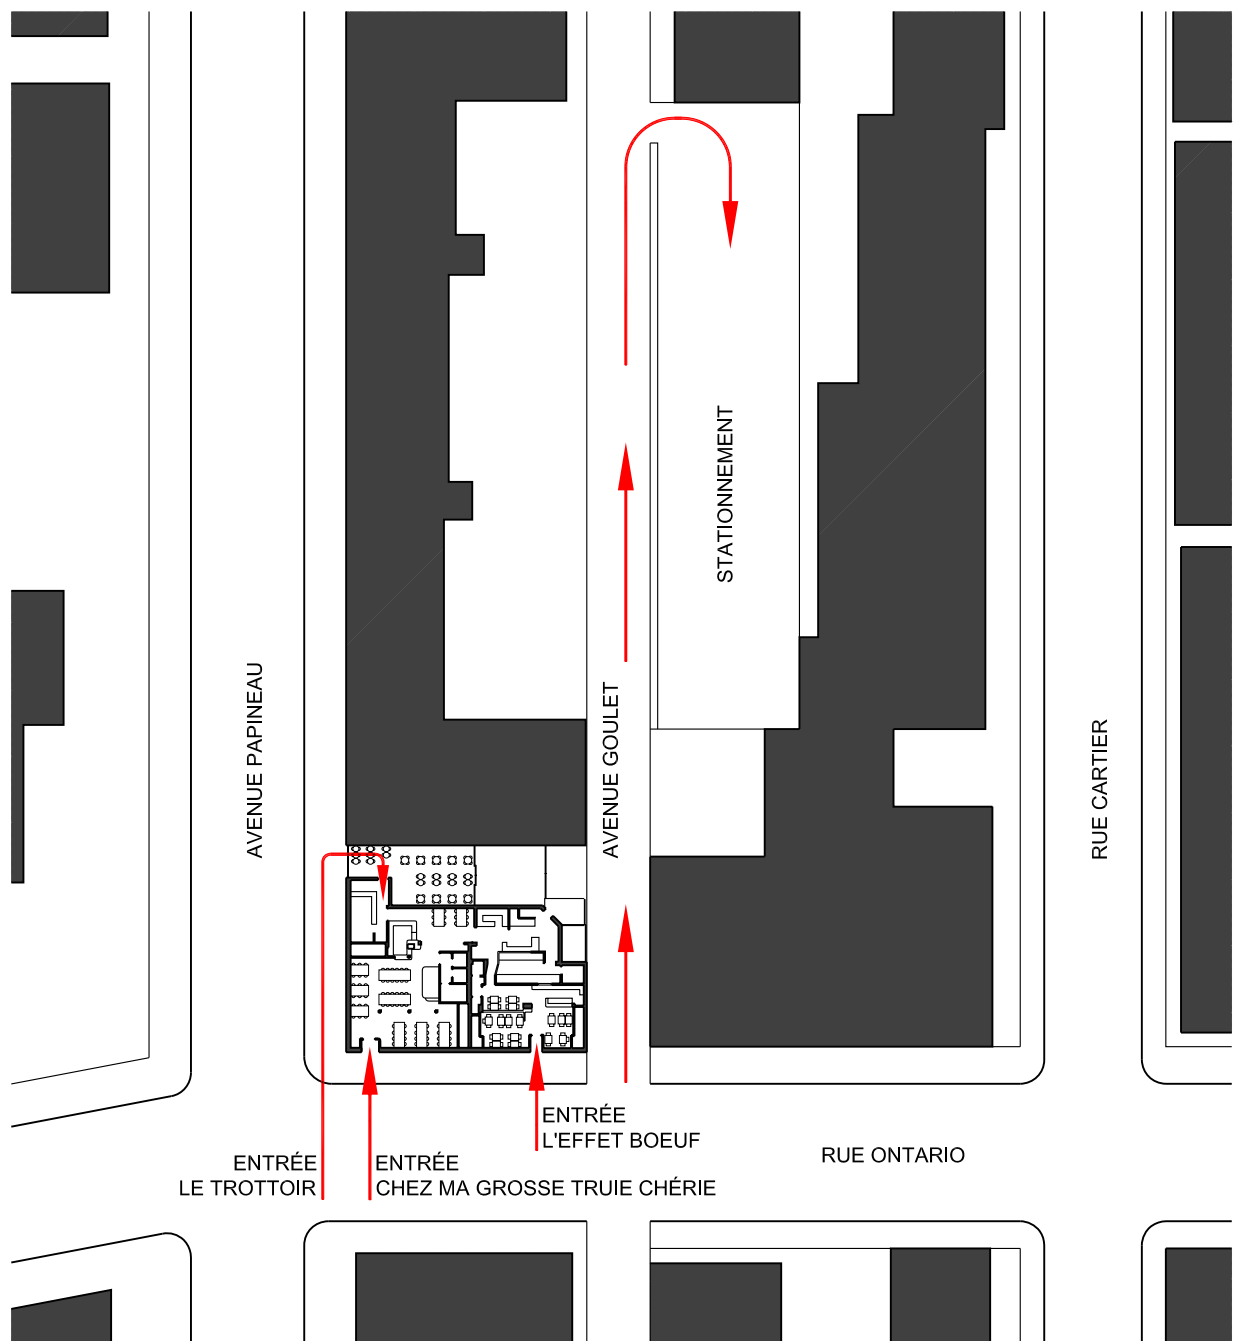 STATIONNEMENT
AVENUE PAPINEAU
AVENUE GOULET
RUE CARTIER
ENTRÉE
L'EFFET BOEUF
RUE ONTARIO
ENTRÉE
LE TROTTOIR
ENTRÉE
CHEZ MA GROSSE TRUIE CHÉRIE